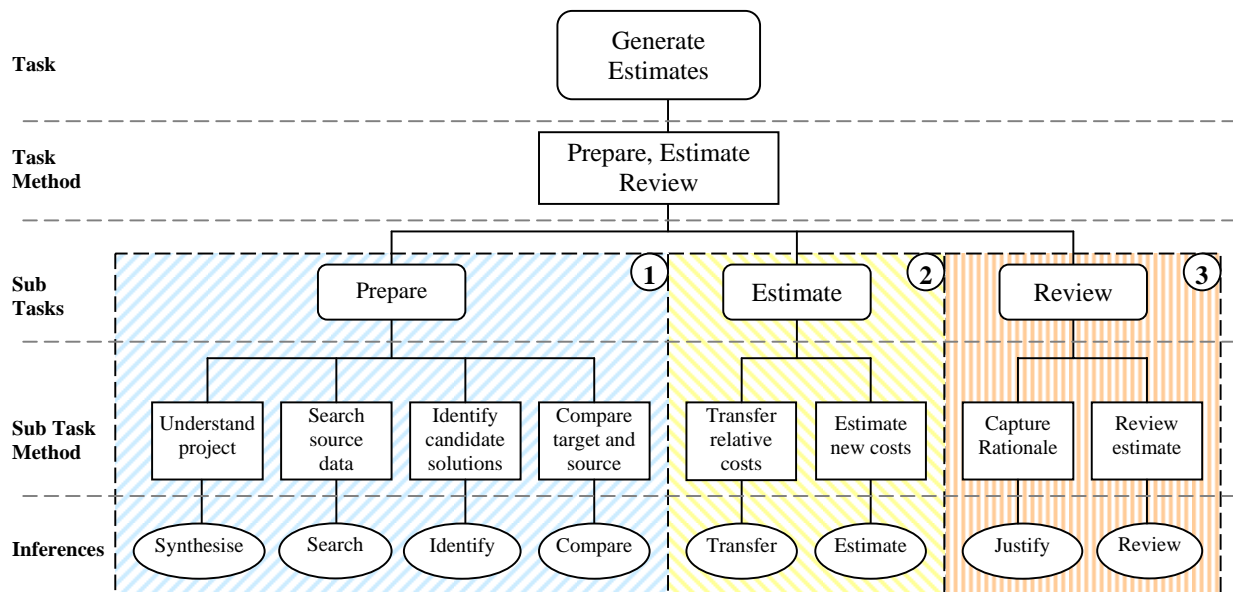 Task
Generate
Estimates
Task
Method
Prepare, Estimate
Review
Sub
Tasks
Prepare
1
Estimate
2
Review
3
Sub Task
Method
Understand
project
Search
source
data
Identify
candidate
solutions
Compare
target and
source
Transfer
relative
costs
Estimate
new costs
Capture
Rationale
Review
estimate
Inferences
Synthesise
Search
Identify
Compare
Transfer
Estimate
Justify
Review